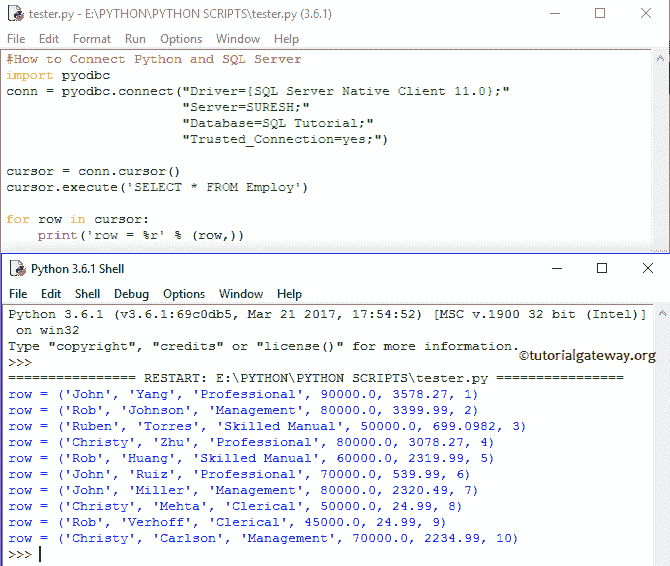 tester.py - E:\PYTHON\PYTHON SCRIPTS\tester.py (3.6.1)
File Edit Format Run Options Window Help
#How to Connect Python and SQL Server
import pyodbc
conn = pyodbc.connect("Driver={SQL Server Native Client 11.0};"
"Server=SURESH;"
"Database=SQL Tutorial;"
"Trusted_Connection=yes;")
cursor = conn.cursor()
cursor.execute('SELECT * FROM Employ')
for row in cursor:
print('row = %r' % (row,))
Python 3.6.1 Shell
File Edit Shell Debug Options Window Help
Python 3.6.1 (v3.6.1:69c0db5, Mar 21 2017, 17:54:52) [MSC v.1900 32 bit (Intel)]
on win32
Type "copyright", "credits" or "license()" for more information.
©tutorialgateway.org
>>>
================ RESTART: E:\PYTHON\PYTHON SCRIPTS\tester.py ================
row = ('John', 'Yang', 'Professional', 90000.0, 3578.27, 1)
row = ('Rob', 'Johnson', 'Management', 80000.0, 3399.99, 2)
row = ('Ruben', 'Torres', 'Skilled Manual', 50000.0, 699.0982, 3)
row = ('Christy', 'Zhu', 'Professional', 80000.0, 3078.27, 4)
row = ('Rob', 'Huang', 'Skilled Manual', 60000.0, 2319.99, 5)
row = ('John', 'Ruiz', 'Professional', 70000.0, 539.99, 6)
row = ('John', 'Miller', 'Management', 80000.0, 2320.49, 7)
row = ('Christy', 'Mehta', 'Clerical', 50000.0, 24.99, 8)
row = ('Rob', 'Verhoff', 'Clerical', 45000.0, 24.99, 9)
row = ('Christy', 'Carlson', 'Management', 70000.0, 2234.99, 10)
>>>